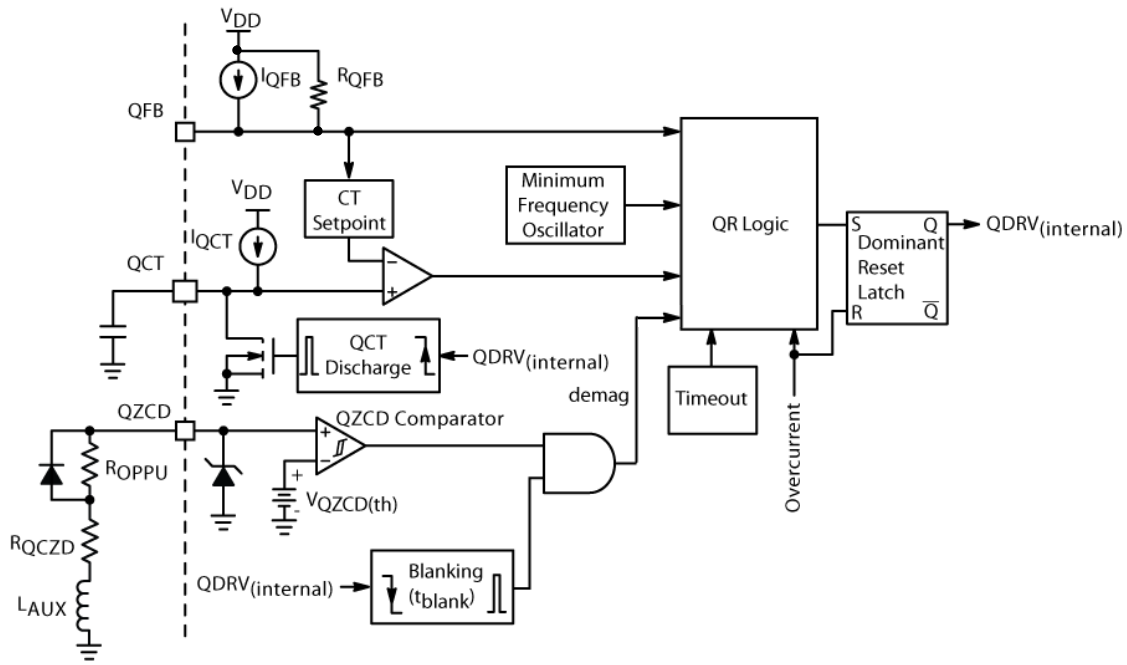 VDD
IQFB
RQFB
QFB
CT
Setpoint
Minimum
Frequency
Oscillator
QR Logic
S Q
Dominant
Reset
Latch
R Q
QDRV(internal)
VDD
IQCT
QCT
-
+
QCT
Discharge
QDRV(internal)
demag
Timeout
Overcurrent
QZCD
QZCD Comparator
+
-
+
-
VQZCD(th)
ROPPU
RQCZD
LAUX
QDRV(internal)
Blanking
(tblank)